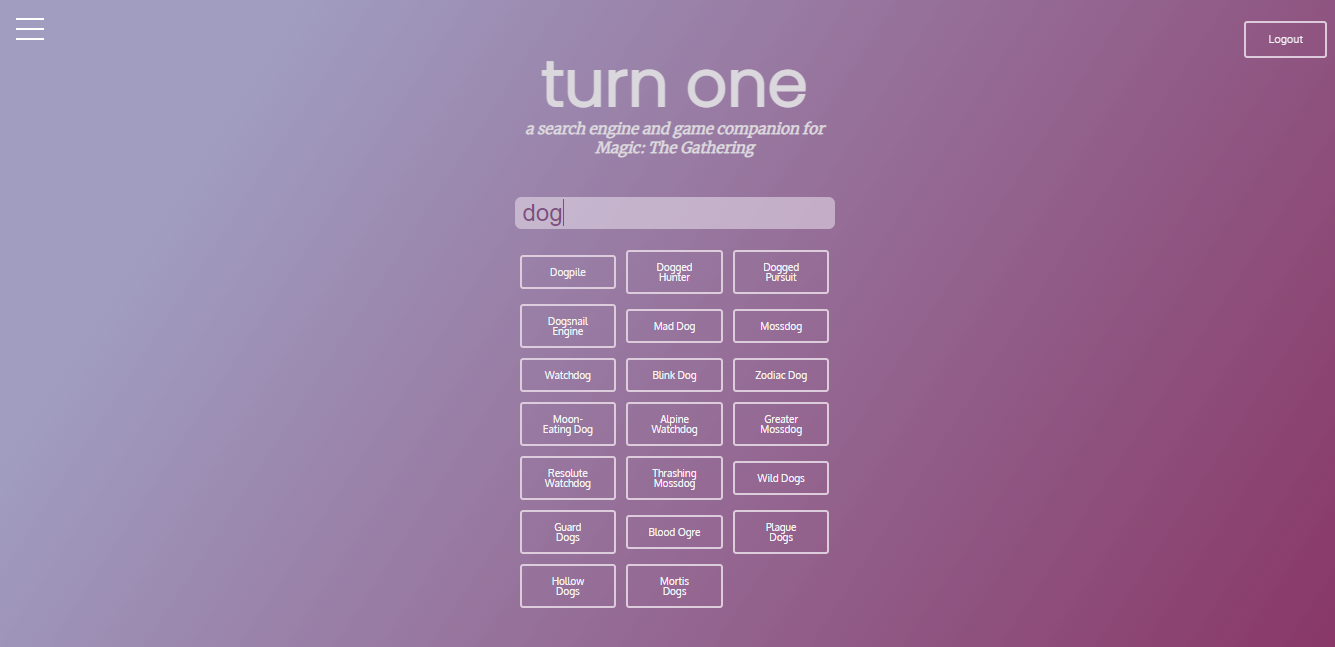 Logout
turn one
a search engine and game companion for
Magic: The Gathering
dog
Dogpile
Dogged
Hunter
Dogged
Pursuit
Dogsnail
Engine
Mad Dog
Mossdog
Watchdog
Blink Dog
Zodiac Dog
Moon-
Eating Dog
Alpine
Watchdog
Greater
Mossdog
Resolute
Watchdog
Thrashing
Mossdog
Wild Dogs
Guard
Dogs
Blood Ogre
Plague
Dogs
Hollow
Dogs
Mortis
Dogs